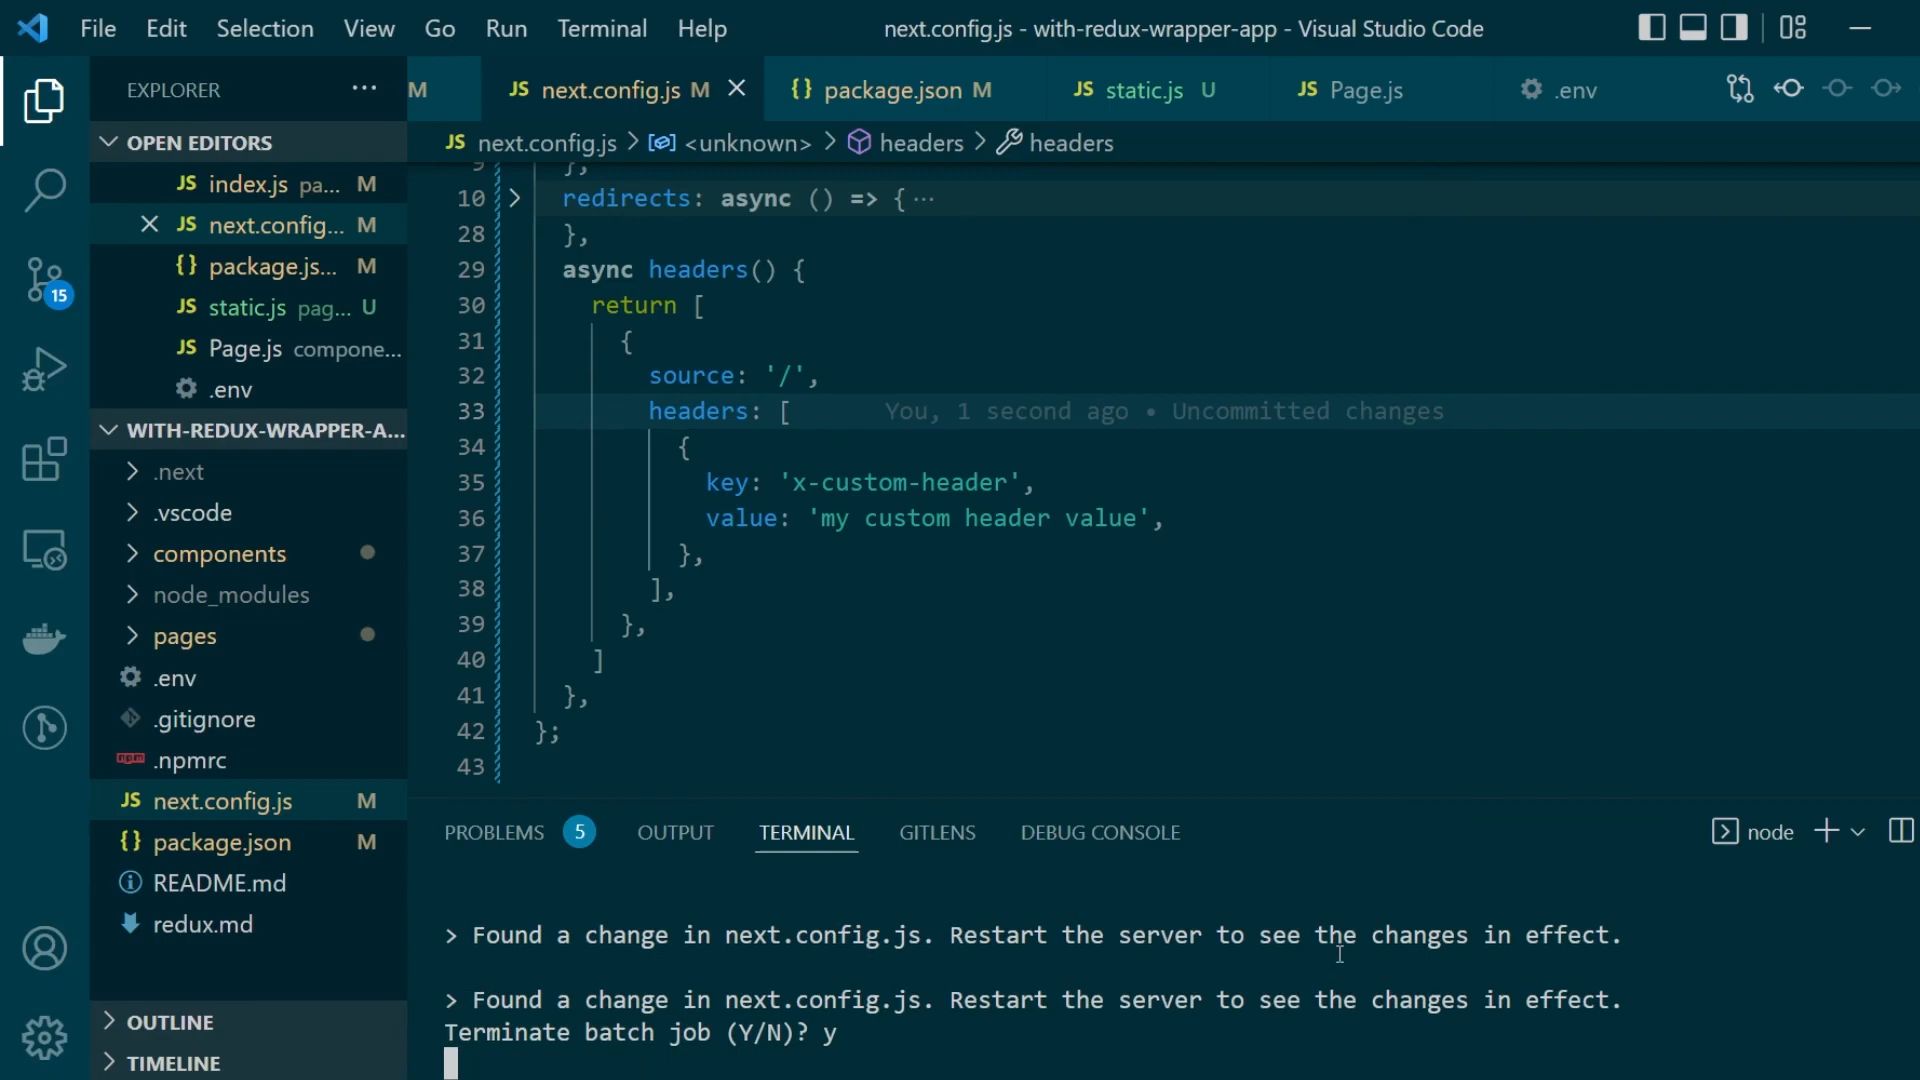 File Edit Selection View Go Run Terminal Help next.config.js - with-redux-wrapper-app - Visual Studio Code
EXPLORER ···
M JS next.config.js M {} package.json M JS static.js U JS Page.js .env
OPEN EDITORS
JS next.config.js > <unknown> > headers > headers
JS index.js pa... M
JS next.config... M
{} package.js... M
JS static.js pag... U
JS Page.js compone...
.env
WITH-REDUX-WRAPPER-A...
.next
.vscode
components
node_modules
pages
.env
.gitignore
npm .npmrc
JS next.config.js M
{} package.json M
README.md
redux.md
OUTLINE
TIMELINE
15
9 },
10 redirects: async () => { ···
28 },
29 async headers() {
30 return [
31 {
32 source: '/',
33 headers: [ You, 1 second ago • Uncommitted changes
34 {
35 key: 'x-custom-header',
36 value: 'my custom header value',
37 },
38 ],
39 },
40 ]
41 },
42 };
43
PROBLEMS 5 OUTPUT TERMINAL GITLENS DEBUG CONSOLE node
> Found a change in next.config.js. Restart the server to see the changes in effect.
> Found a change in next.config.js. Restart the server to see the changes in effect.
Terminate batch job (Y/N)? y